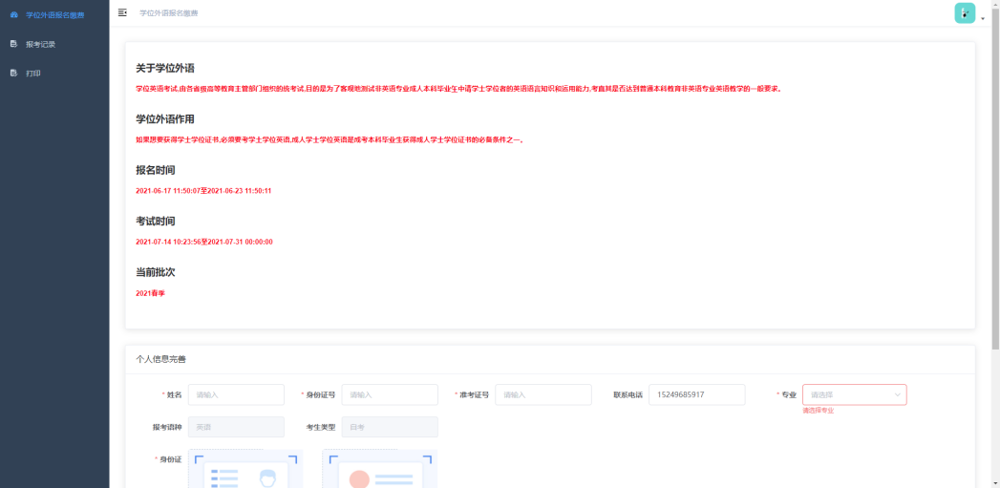 学位外语报名缴费
学位外语报名缴费
报考记录
打印
关于学位外语
学位英语考试,由各省级高等教育主管部门组织的统考试,目的是为了客观地测试非英语专业成人本科毕业生申请学士学位者的英语语言知识和运用能力,考查其是否达到普通本科教育非英语专业英语教学的一般要求。
学位外语作用
如果想要获得学士学位证书,必须要考学士学位英语,成人学士学位英语是成考本科毕业生获得成人学士学位证书的必备条件之一。
报名时间
2021-06-17 11:50:07至2021-06-23 11:50:11
考试时间
2021-07-14 10:23:56至2021-07-31 00:00:00
当前批次
2021春季
个人信息完善
* 姓名 请输入 * 身份证号 请输入 * 准考证号 请输入 联系电话 15249685917 * 专业 请选择
请选择专业
报考语种 英语 考生类型 自考
* 身份证